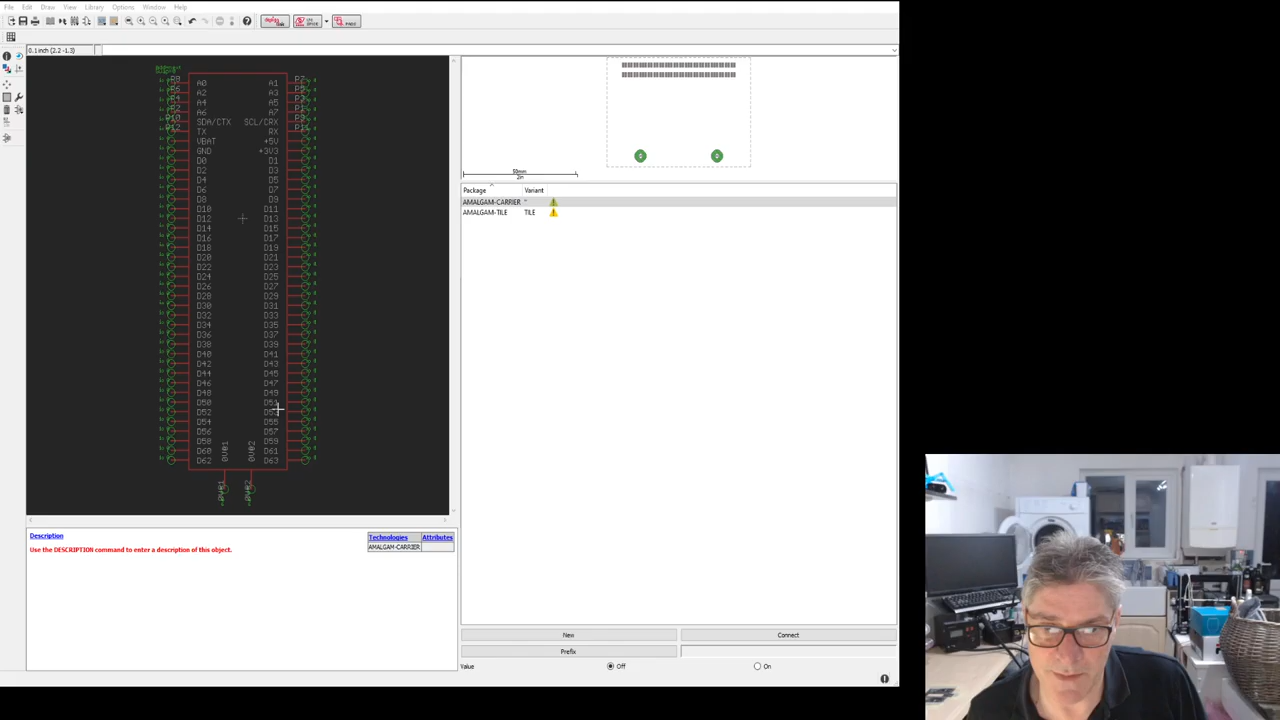 File Edit Draw View Library Options Window Help
0.1 inch (2.2 -1.3)
A0 A1
A2 A3
A4 A5
A6 A7
SDA/CTX SCL/CRX
TX RX
VBAT +5V
GND +3V3
D0 D1
D2 D3
D4 D5
D6 D7
D8 D9
D10 D11
D12 D13
D14 D15
D16 D17
D18 D19
D20 D21
D22 D23
D24 D25
D26 D27
D28 D29
D30 D31
D32 D33
D34 D35
D36 D37
D38 D39
D40 D41
D42 D43
D44 D45
D46 D47
D48 D49
D50 D51
D52
D54 D55
D56 D57
D58 D59
D60 D61
D62 D63
50mm
2in
Package Variant
AMALGAM-CARRIER
AMALGAM-TILE TILE
Description
Use the DESCRIPTION command to enter a description of this object.
Technologies Attributes
AMALGAM-CARRIER
New Connect
Prefix
Value Off On